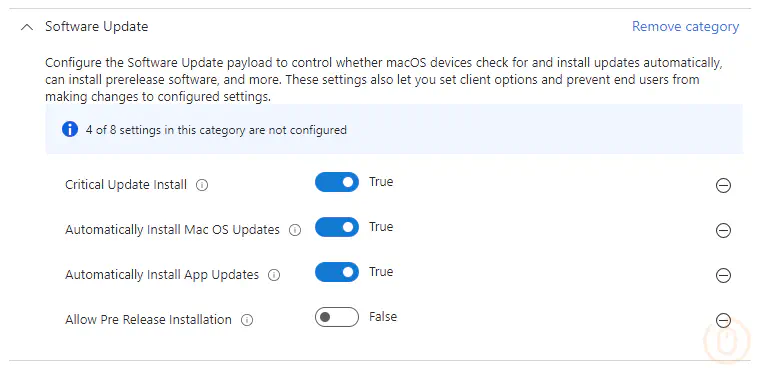 Software Update
Remove category
Configure the Software Update payload to control whether macOS devices check for and install updates automatically,
can install prerelease software, and more. These settings also let you set client options and prevent end users from
making changes to configured settings.
4 of 8 settings in this category are not configured
Critical Update Install
True
Automatically Install Mac OS Updates
True
Automatically Install App Updates
True
Allow Pre Release Installation
False